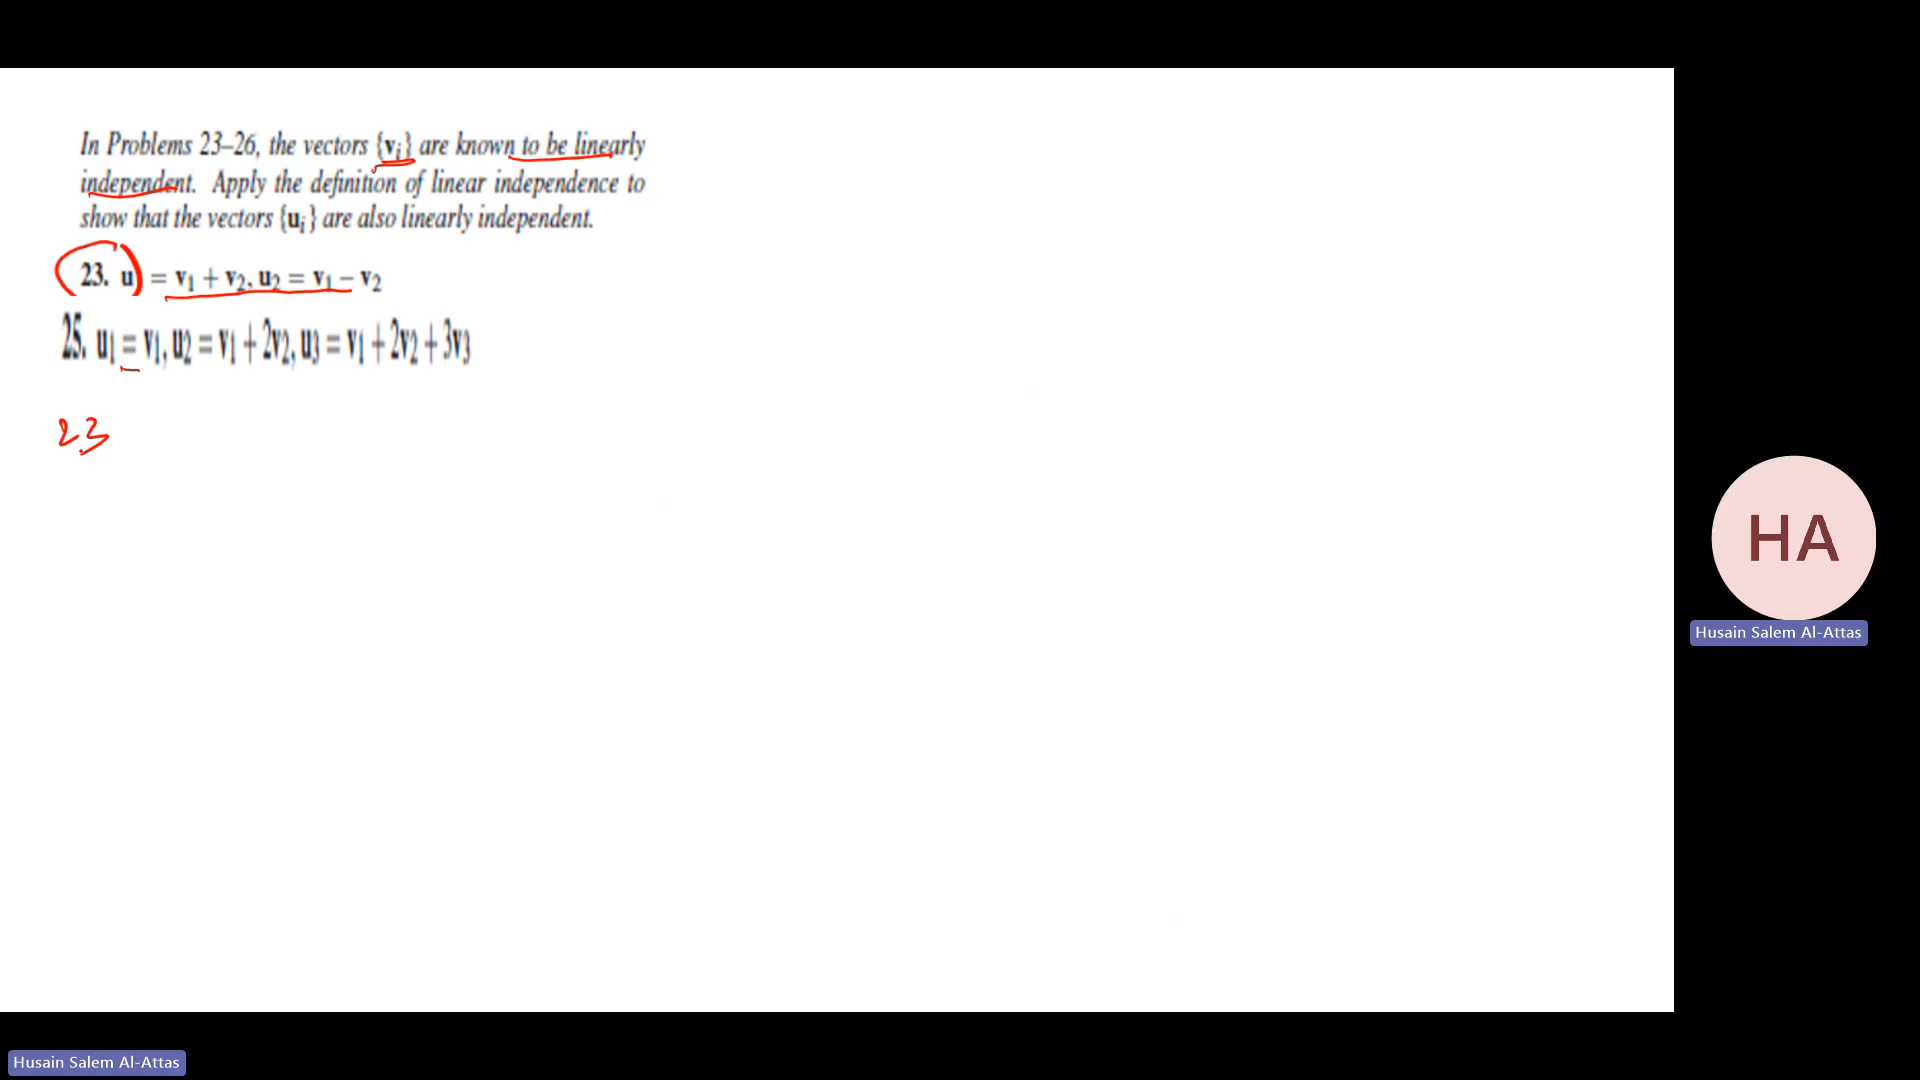 In Problems 23–26, the vectors {vᵢ} are known to be linearly
independent. Apply the definition of linear independence to
show that the vectors {uᵢ} are also linearly independent.
23. u = v₁ + v₂, u₂ = v₁ − v₂
25. u₁ = v₁, u₂ = v₁ + 2v₂, u₃ = v₁ + 2v₂ + 3v₃
23
HA
Husain Salem Al-Attas
Husain Salem Al-Attas